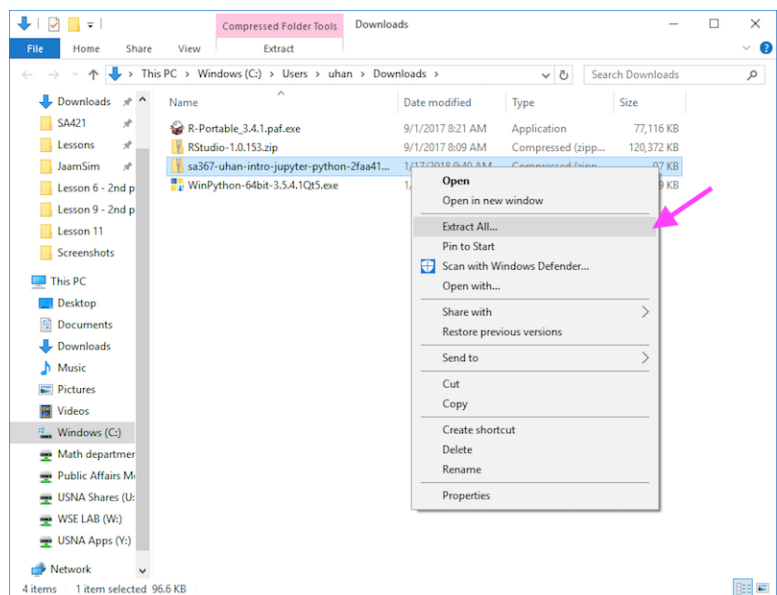 Compressed Folder Tools Downloads
File Home Share View Extract
This PC > Windows (C:) > Users > uhan > Downloads >
Search Downloads
Downloads
SA421
Lessons
JaamSim
Lesson 6 - 2nd p
Lesson 9 - 2nd p
Lesson 11
Screenshots
This PC
Desktop
Documents
Downloads
Music
Pictures
Videos
Windows (C:)
Math departmen
Public Affairs M
USNA Shares (U:
WSE LAB (W:)
USNA Apps (Y:)
Network
Name Date modified Type Size
R-Portable_3.4.1.paf.exe 9/1/2017 8:21 AM Application 77,116 KB
RStudio-1.0.153.zip 9/1/2017 8:09 AM Compressed (zipp... 120,372 KB
sa367-uhan-intro-jupyter-python-2faa41... 1/17/2018 9:40 AM Compressed (zipp... 97 KB
WinPython-64bit-3.5.4.1Qt5.exe 1/ 9 KB
Open
Open in new window
Extract All...
Pin to Start
Scan with Windows Defender...
Open with...
Share with
Restore previous versions
Send to
Cut
Copy
Create shortcut
Delete
Rename
Properties
4 items 1 item selected 96.6 KB